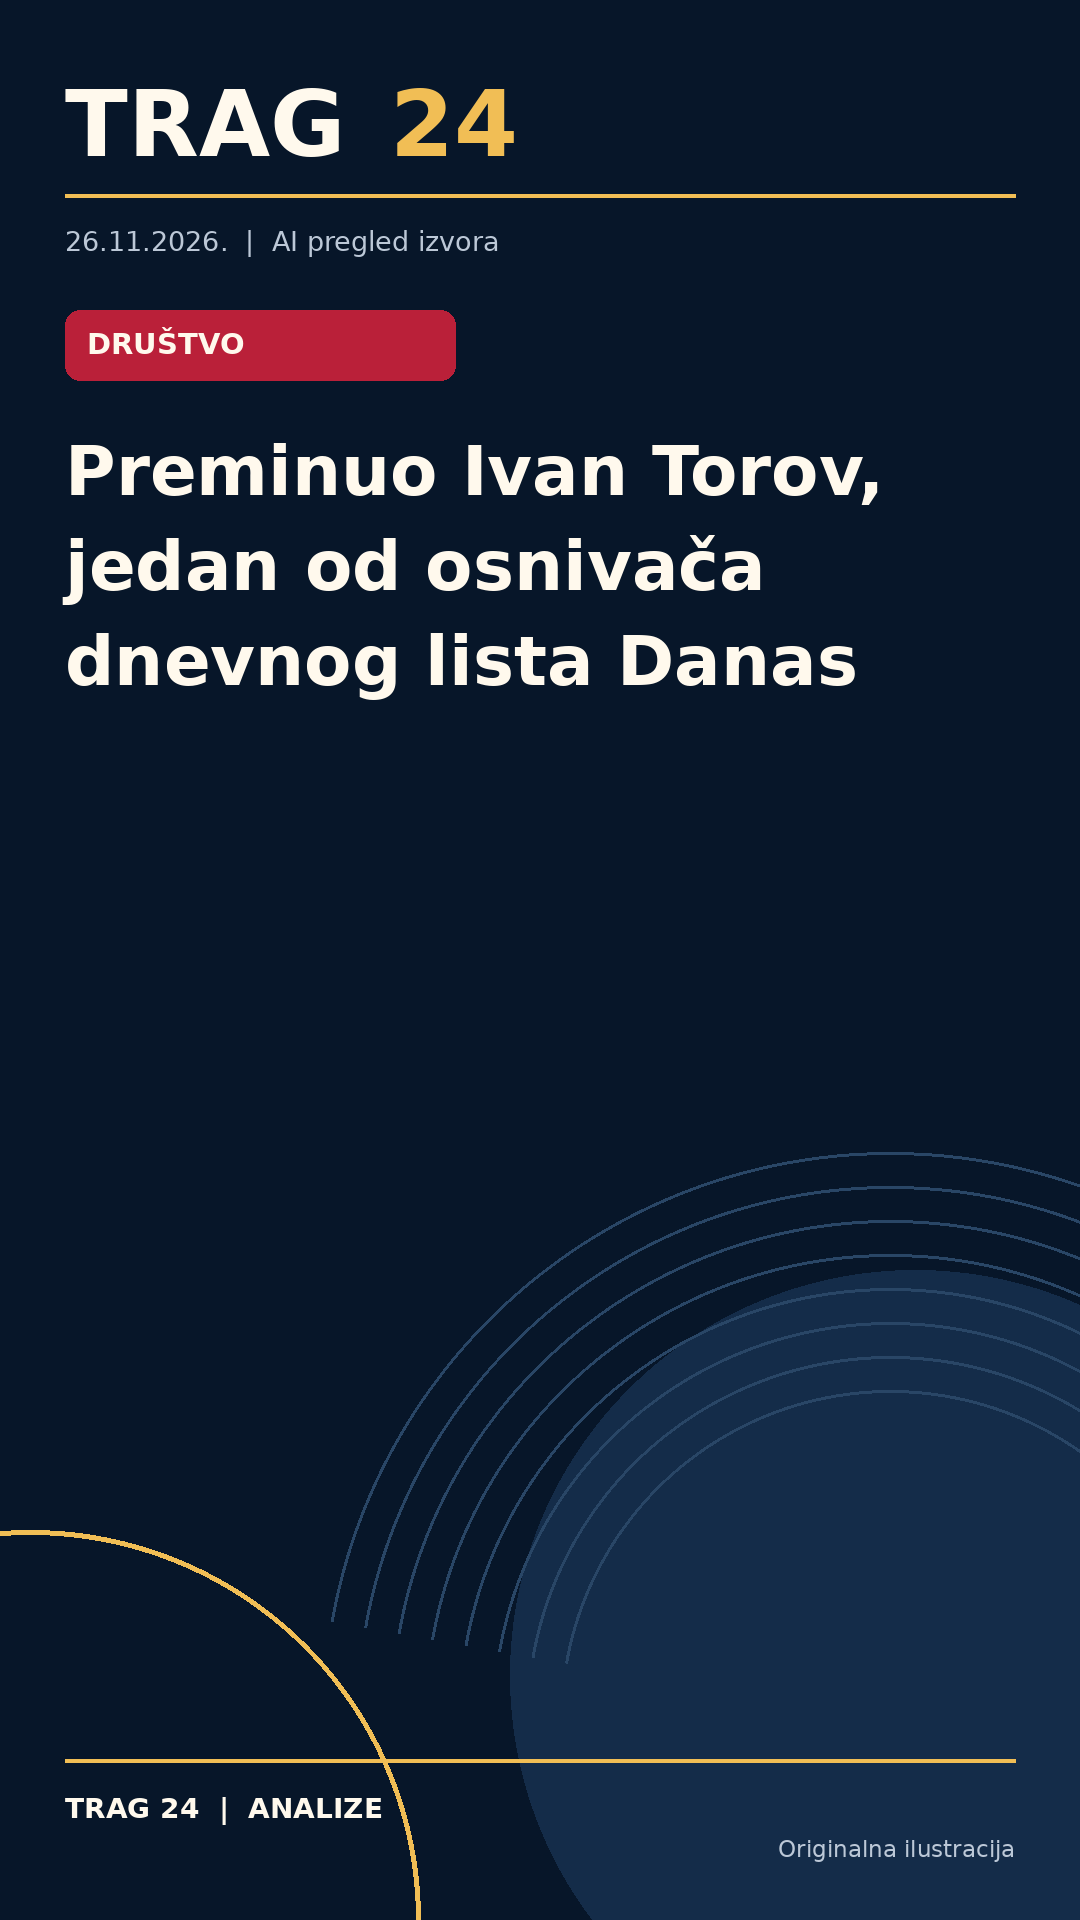 TRAG 24
26.11.2026. | AI pregled izvora
DRUŠTVO
Preminuo Ivan Torov,
jedan od osnivača
dnevnog lista Danas
TRAG 24 | ANALIZE
Originalna ilustracija